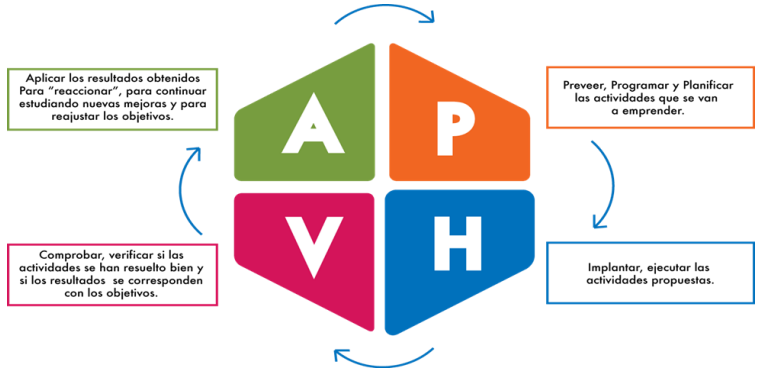 Aplicar los resultados obtenidos
Para “reaccionar”, para continuar
estudiando nuevas mejoras y para
reajustar los objetivos.
A
P
Preveer, Programar y Planificar
las actividades que se van
a emprender.
Comprobar, verificar si las
actividades se han resuelto bien y
si los resultados se corresponden
con los objetivos.
V
H
Implantar, ejecutar las
actividades propuestas.